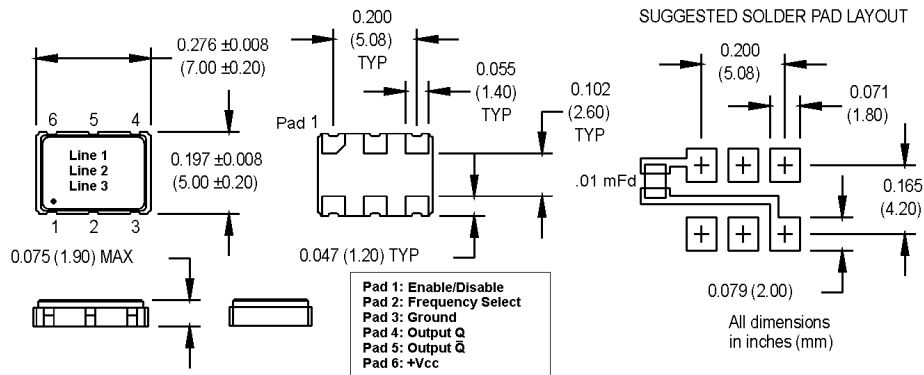 SUGGESTED SOLDER PAD LAYOUT
0.276 ±0.008
(7.00 ±0.20)
6 5 4
Line 1
Line 2
Line 3
1 2 3
0.197 ±0.008
(5.00 ±0.20)
0.075 (1.90) MAX
0.200
(5.08)
TYP
0.055
(1.40)
TYP
0.102
(2.60)
TYP
Pad 1
0.047 (1.20) TYP
Pad 1: Enable/Disable
Pad 2: Frequency Select
Pad 3: Ground
Pad 4: Output Q
Pad 5: Output Q̅
Pad 6: +Vcc
0.200
(5.08)
0.071
(1.80)
.01 mFd
0.165
(4.20)
0.079 (2.00)
All dimensions
in inches (mm)